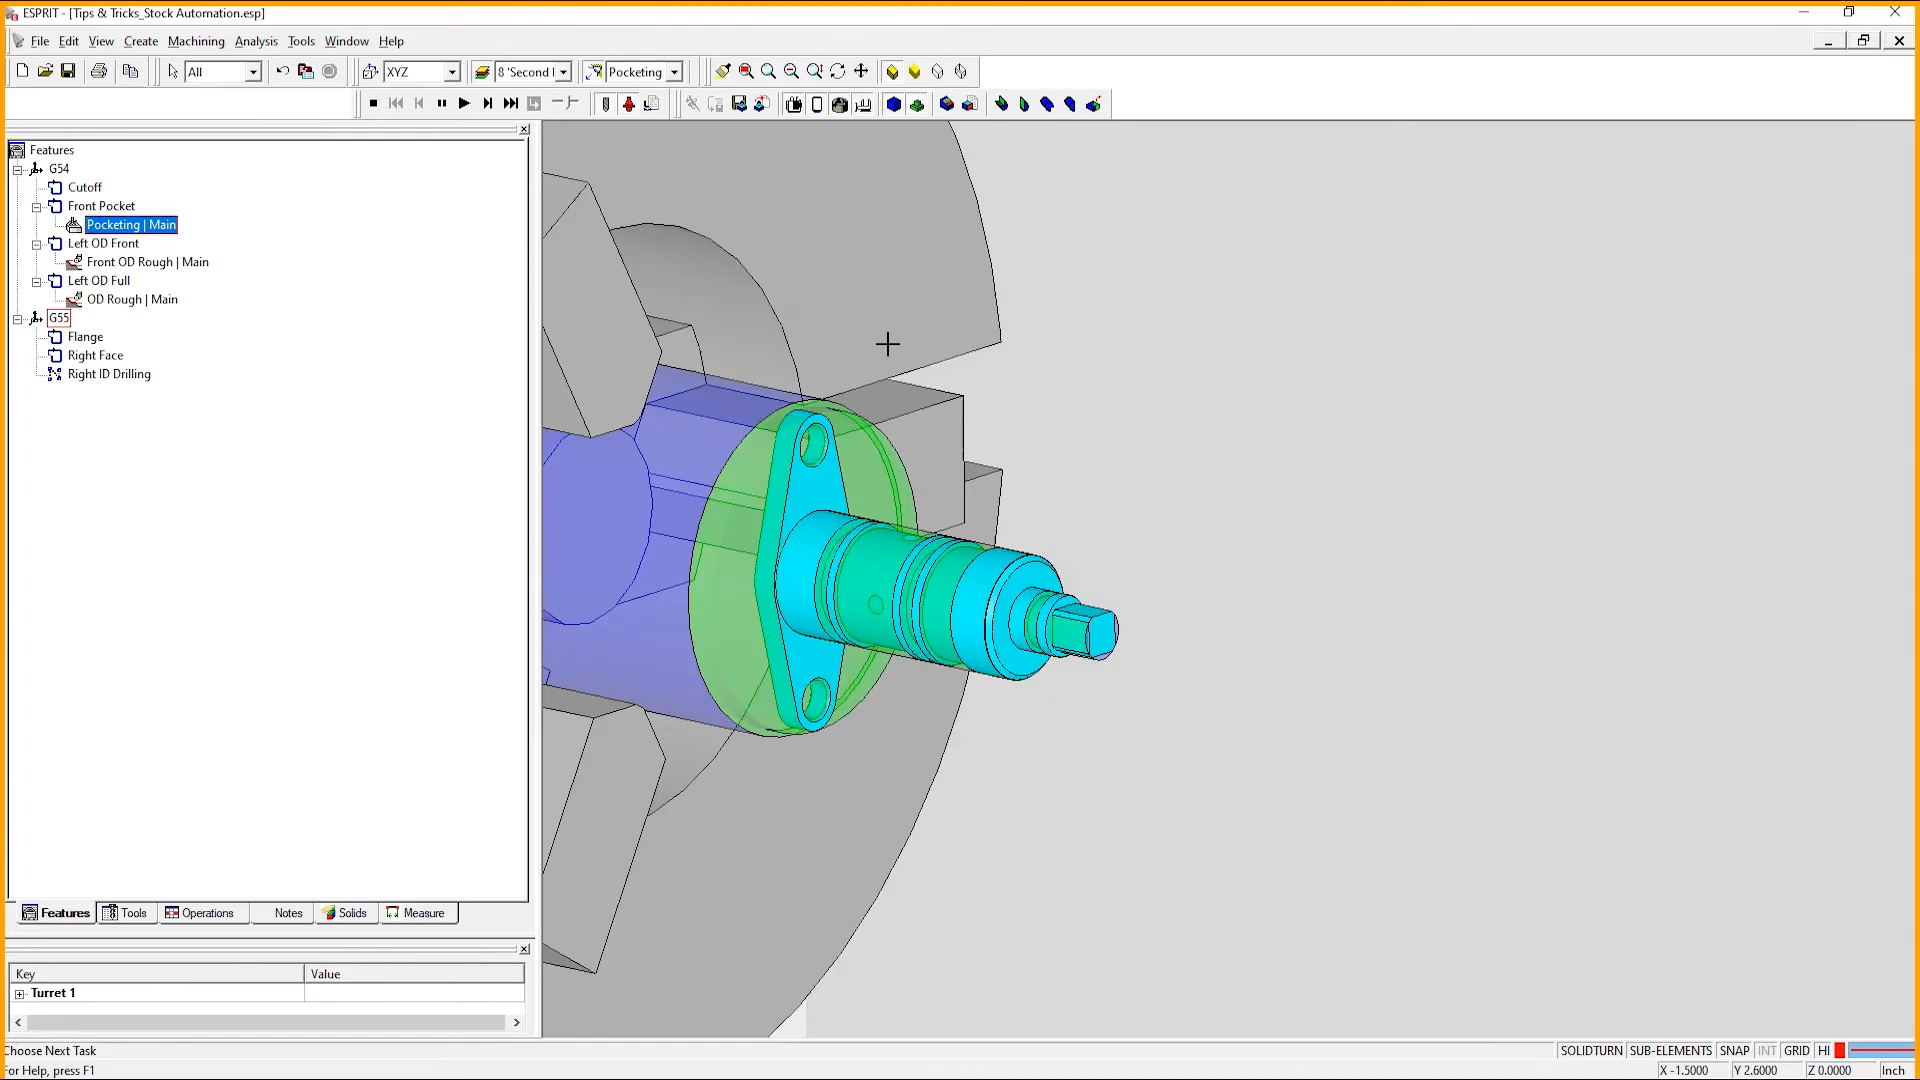 ESPRIT - [Tips & Tricks_Stock Automation.esp]
File Edit View Create Machining Analysis Tools Window Help
All XYZ 8 'Second I Pocketing
Features
G54
Cutoff
Front Pocket
Pocketing | Main
Left OD Front
Front OD Rough | Main
Left OD Full
OD Rough | Main
G55
Flange
Right Face
Right ID Drilling
Features Tools Operations Notes Solids Measure
Key Value
Turret 1
Choose Next Task SOLIDTURN SUB-ELEMENTS SNAP INT GRID HI
For Help, press F1 X -1.5000 Y 2.6000 Z 0.0000 Inch